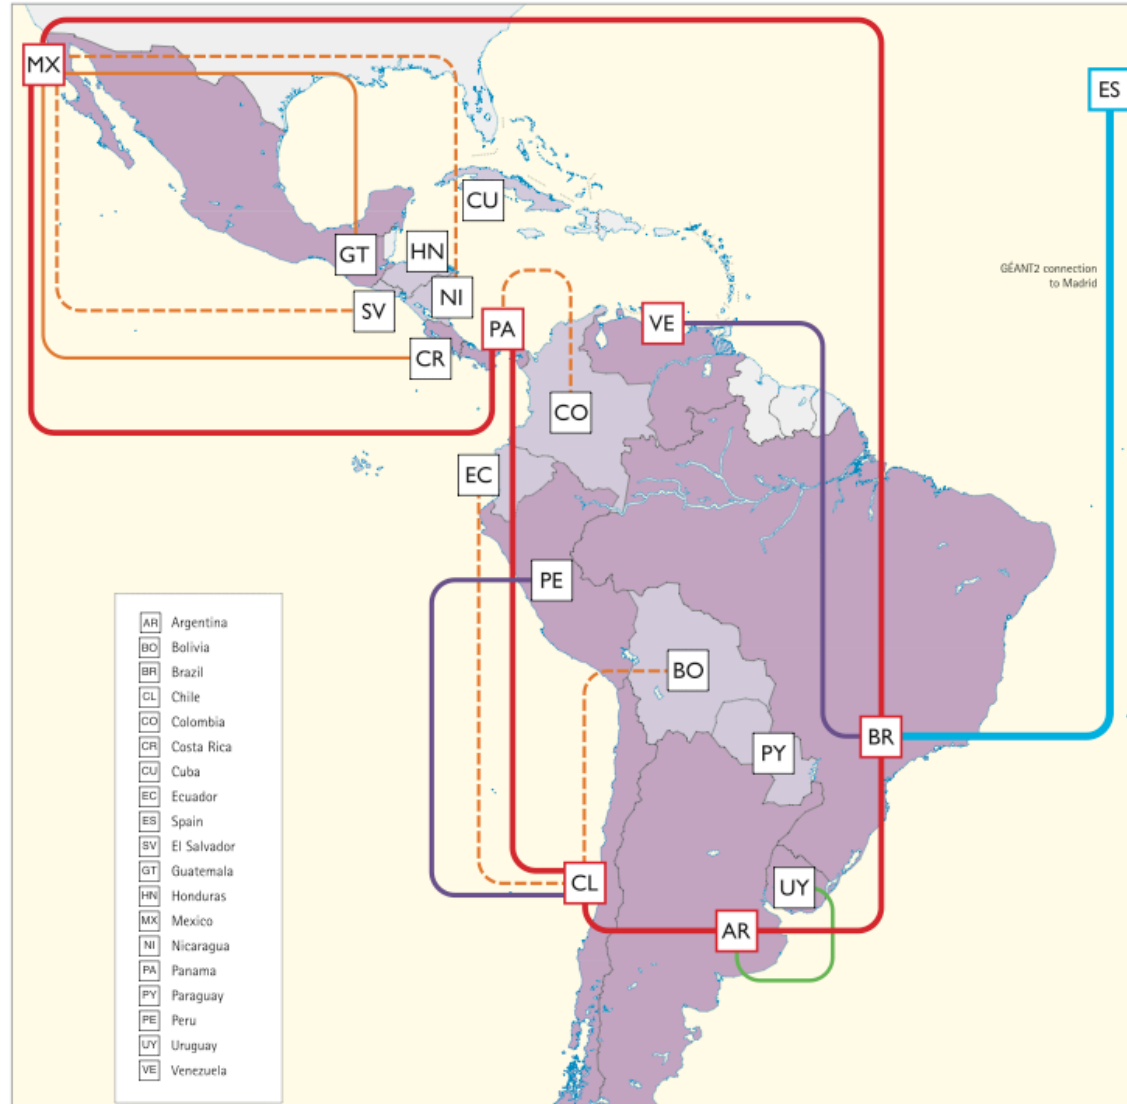 MX
ES
CU
GT
HN
NI
SV
PA
VE
CR
CO
EC
PE
BO
BR
PY
CL
UY
AR
GÉANT2 connection
to Madrid
AR Argentina
BO Bolivia
BR Brazil
CL Chile
CO Colombia
CR Costa Rica
CU Cuba
EC Ecuador
ES Spain
SV El Salvador
GT Guatemala
HN Honduras
MX Mexico
NI Nicaragua
PA Panama
PY Paraguay
PE Peru
UY Uruguay
VE Venezuela